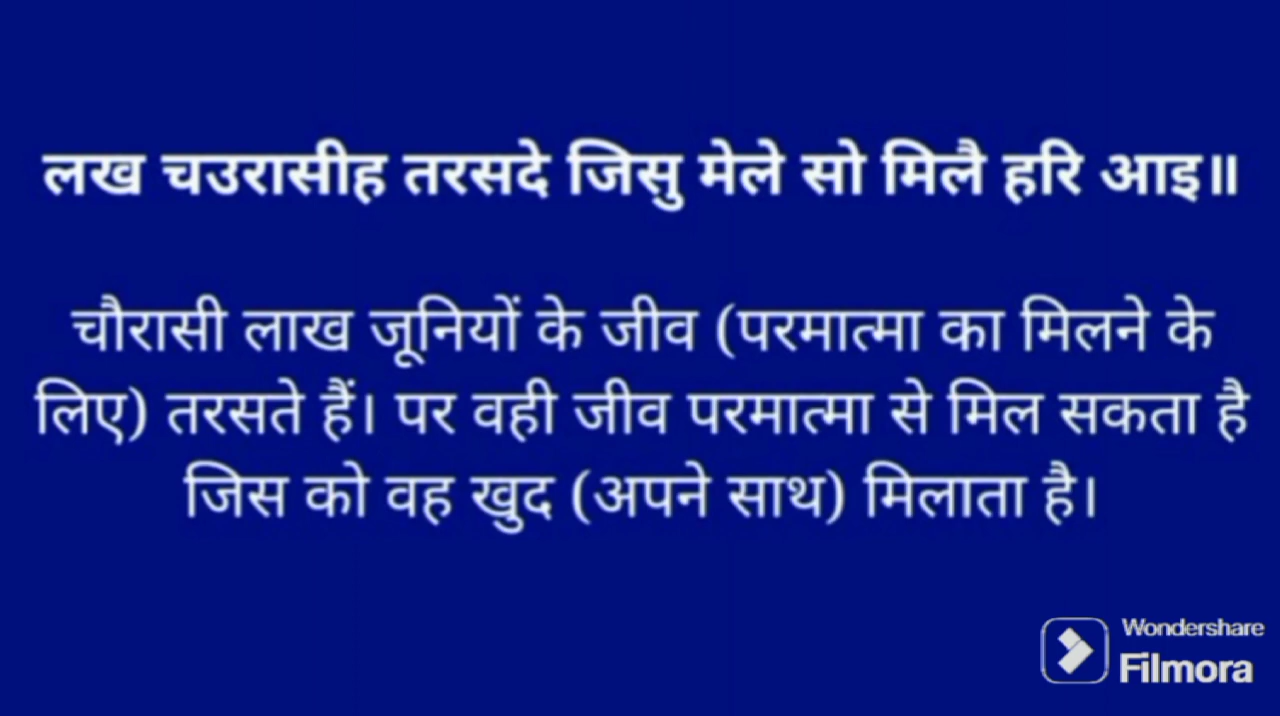 लख चउरासीह तरसदे जिसु मेले सो मिलै हरि आइ॥
चौरासी लाख जूनियों के जीव (परमात्मा का मिलने के
लिए) तरसते हैं। पर वही जीव परमात्मा से मिल सकता है
जिस को वह खुद (अपने साथ) मिलाता है।
Wondershare
Filmora